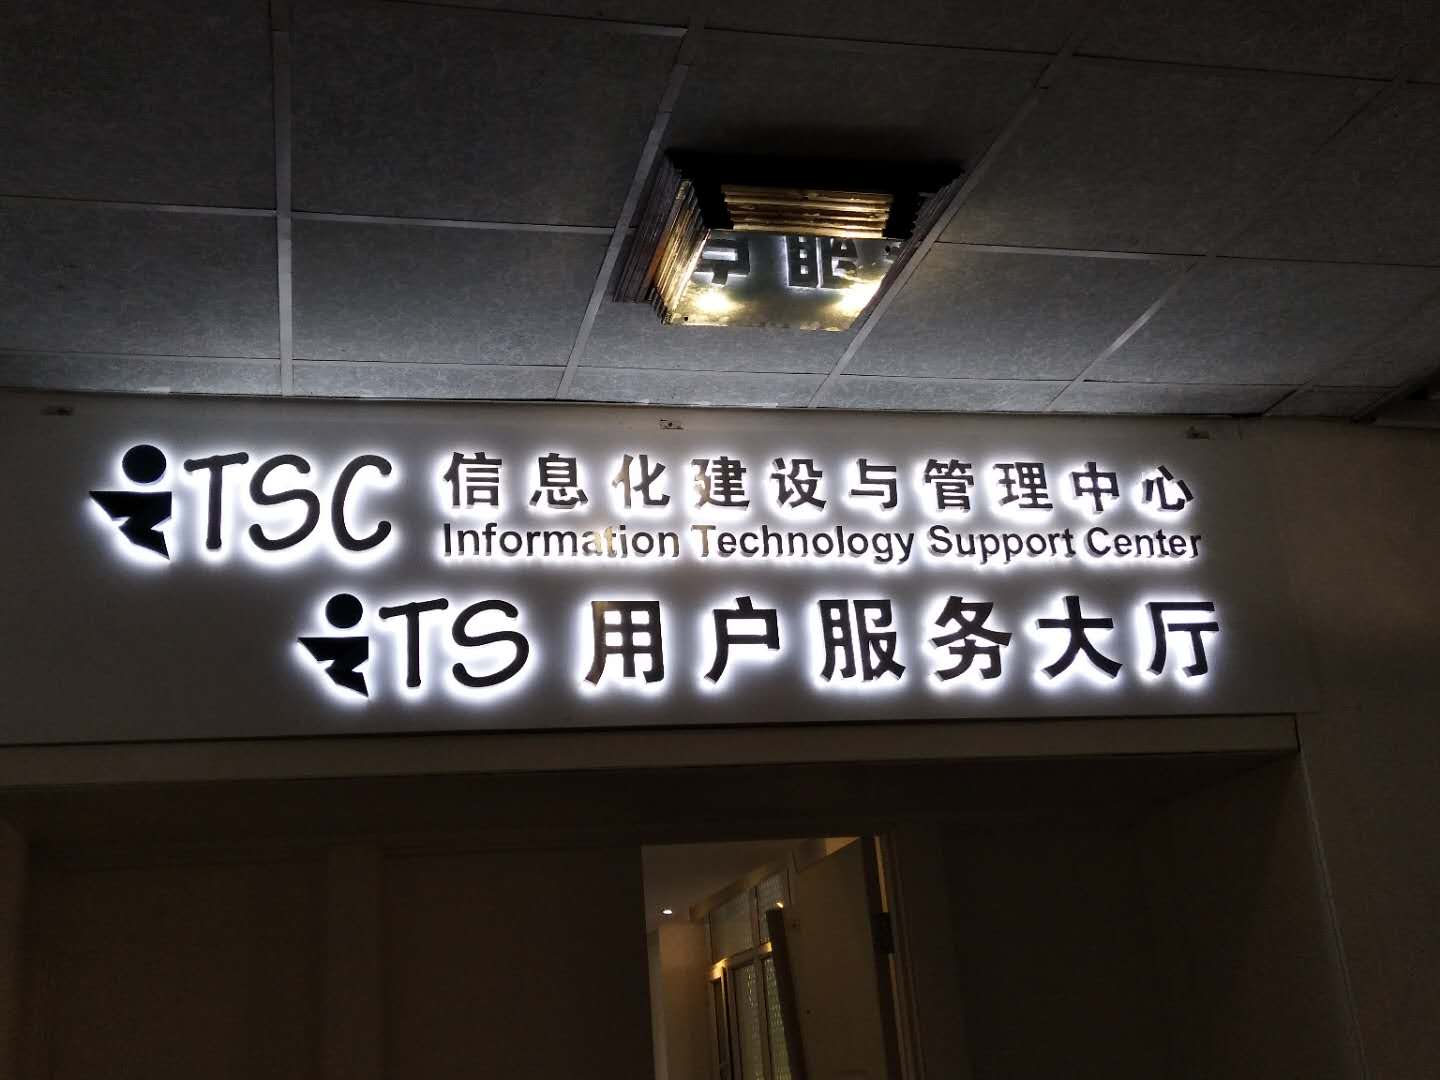 iTSC 信息化建设与管理中心
Information Technology Support Center
iTS 用户服务大厅